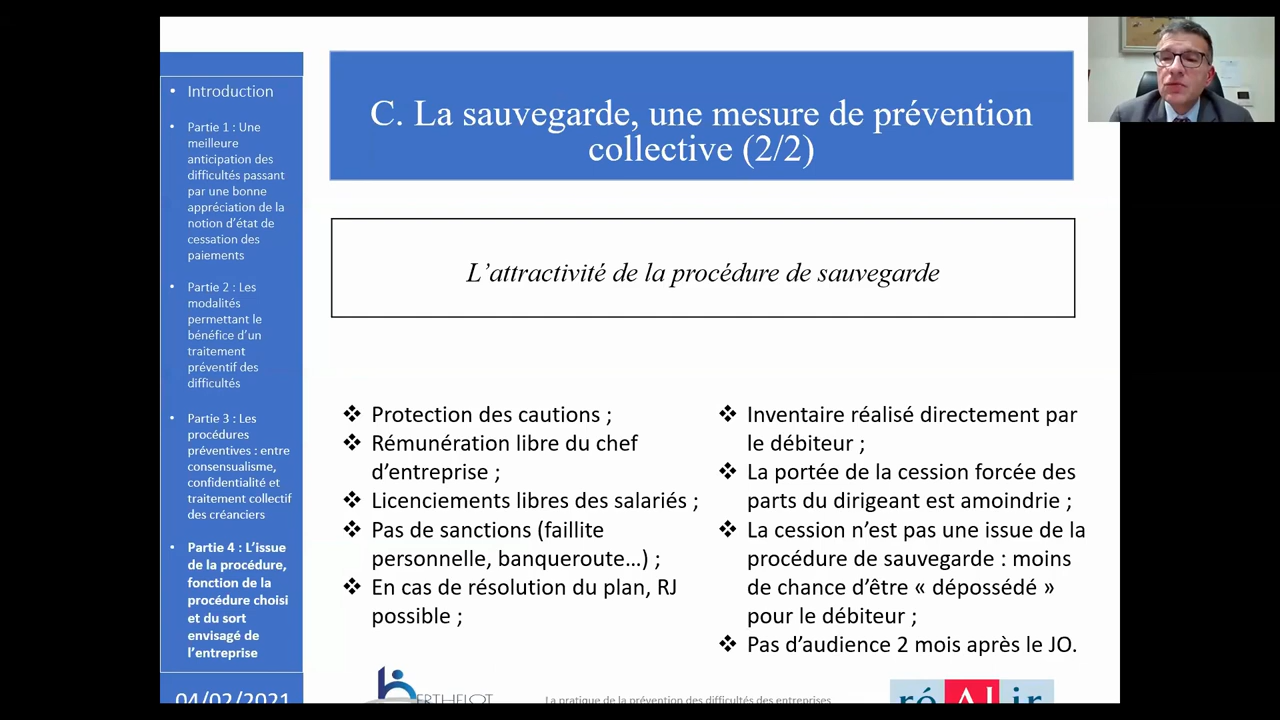 C. La sauvegarde, une mesure de prévention
collective (2/2)
• Introduction
• Partie 1 : Une
meilleure
anticipation des
difficultés passant
par une bonne
appréciation de la
notion d'état de
cessation des
paiements
• Partie 2 : Les
modalités
permettant le
bénéfice d'un
traitement
préventif des
difficultés
• Partie 3 : Les
procédures
préventives : entre
consensualisme,
confidentialité et
traitement collectif
des créanciers
• Partie 4 : L'issue
de la procédure,
fonction de la
procédure choisi
et du sort
envisagé de
l'entreprise
04/02/2021
L'attractivité de la procédure de sauvegarde
❖ Protection des cautions ;
❖ Rémunération libre du chef
d'entreprise ;
❖ Licenciements libres des salariés ;
❖ Pas de sanctions (faillite
personnelle, banqueroute…) ;
❖ En cas de résolution du plan, RJ
possible ;
❖ Inventaire réalisé directement par
le débiteur ;
❖ La portée de la cession forcée des
parts du dirigeant est amoindrie ;
❖ La cession n'est pas une issue de la
procédure de sauvegarde : moins
de chance d'être « dépossédé »
pour le débiteur ;
❖ Pas d'audience 2 mois après le JO.
ERTHELOT
La pratique de la prévention des difficultés des entreprises
réAJir